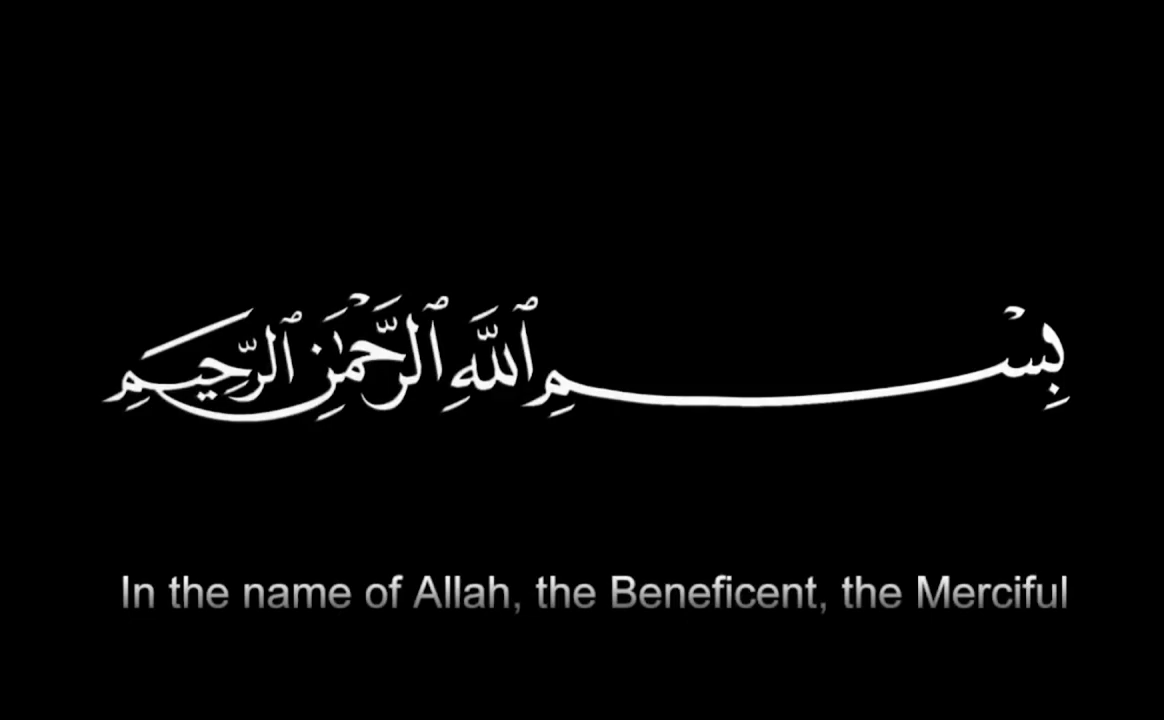 بِسْمِ ٱللَّهِ ٱلرَّحْمَٰنِ ٱلرَّحِيمِ
In the name of Allah, the Beneficent, the Merciful